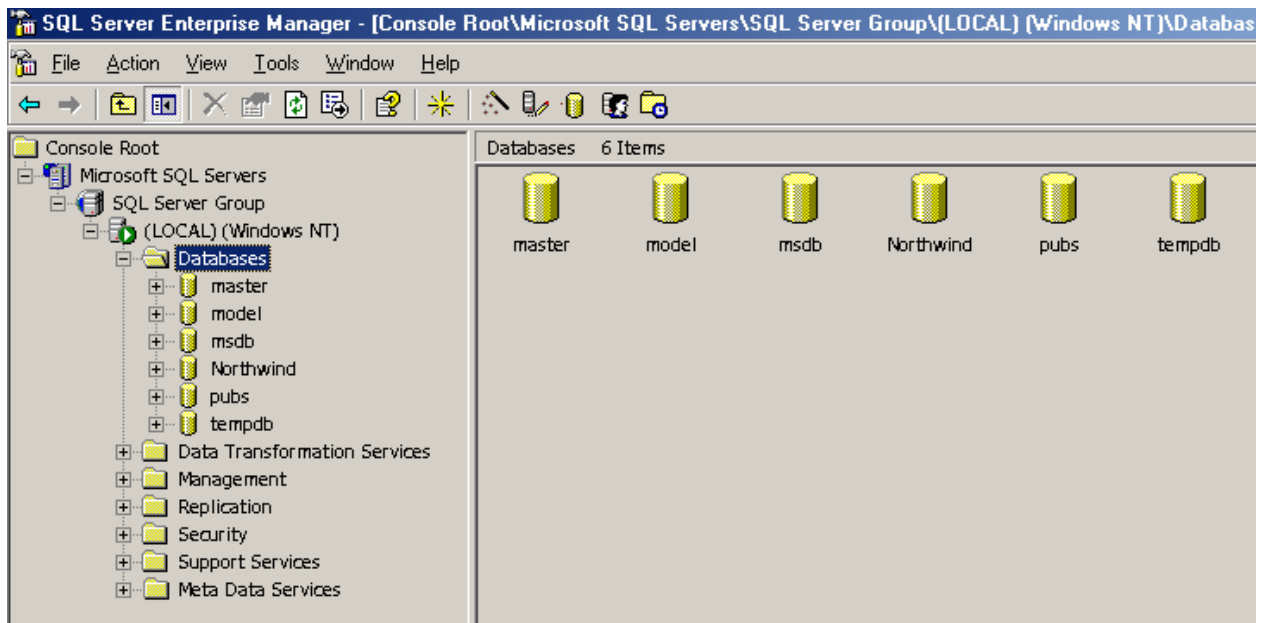 SQL Server Enterprise Manager - [Console Root\Microsoft SQL Servers\SQL Server Group\(LOCAL) (Windows NT)\Databas
File Action View Tools Window Help
Console Root
Microsoft SQL Servers
SQL Server Group
(LOCAL) (Windows NT)
Databases
master
model
msdb
Northwind
pubs
tempdb
Data Transformation Services
Management
Replication
Security
Support Services
Meta Data Services
Databases 6 Items
master model msdb Northwind pubs tempdb